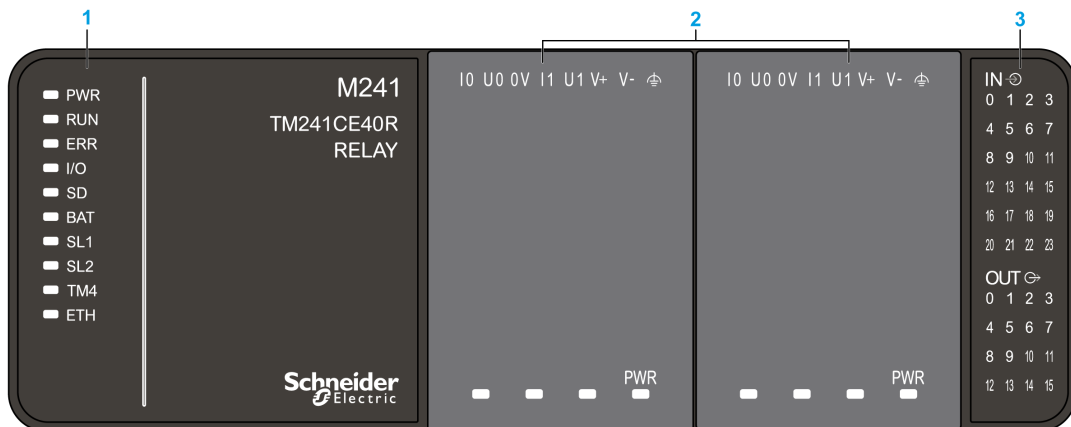 1
2
3
PWR
RUN
ERR
I/O
SD
BAT
SL1
SL2
TM4
ETH
M241
TM241CE40R
RELAY
Schneider
Electric
I0 U0 0V I1 U1 V+ V-
PWR
I0 U0 0V I1 U1 V+ V-
PWR
IN
0 1 2 3
4 5 6 7
8 9 10 11
12 13 14 15
16 17 18 19
20 21 22 23
OUT
0 1 2 3
4 5 6 7
8 9 10 11
12 13 14 15